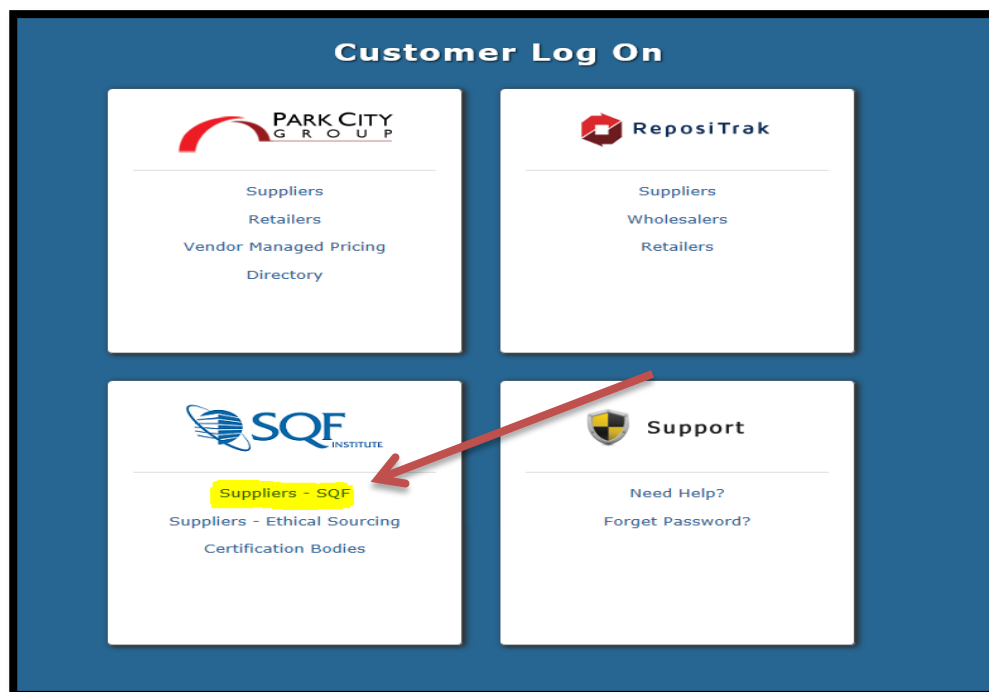 Customer Log On
PARK CITY
GROUP
Suppliers
Retailers
Vendor Managed Pricing
Directory
ReposiTrak
Suppliers
Wholesalers
Retailers
SQF
INSTITUTE
Suppliers - SQF
Suppliers - Ethical Sourcing
Certification Bodies
Support
Need Help?
Forget Password?